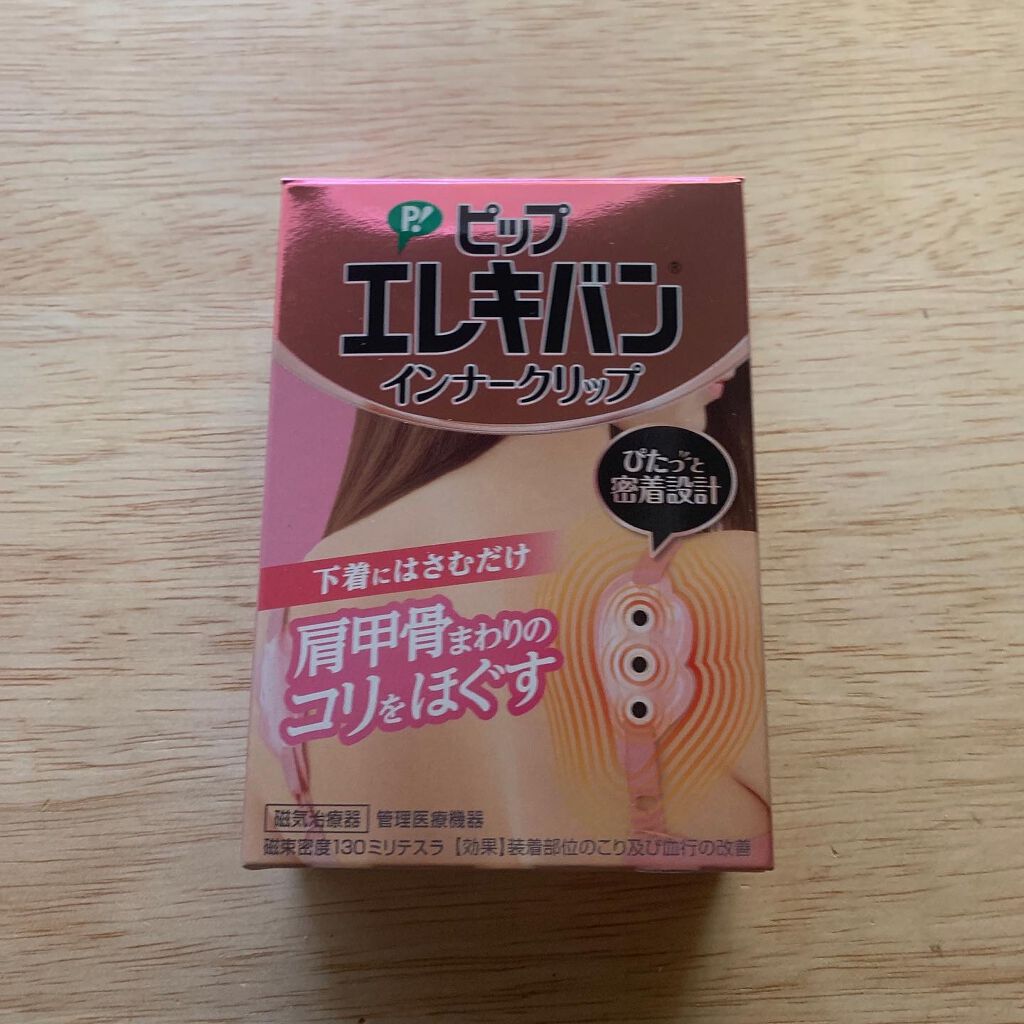 P!
ピップ
エレキバン®
インナークリップ
ぴたっと
密着設計
下着にはさむだけ
肩甲骨まわりの
コリをほぐす
磁気治療器 管理医療機器
磁束密度130ミリテスラ【効果】装着部位のこり及び血行の改善